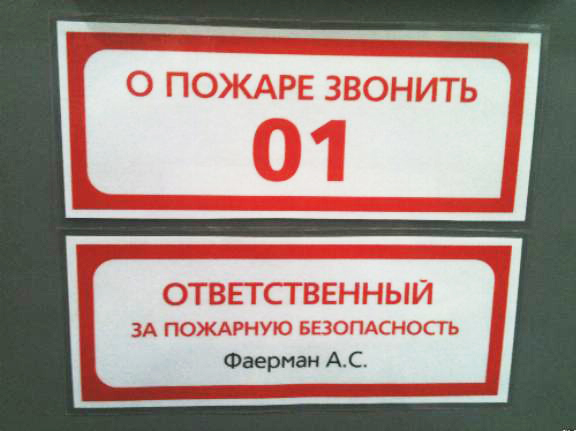 О ПОЖАРЕ ЗВОНИТЬ
01
ОТВЕТСТВЕННЫЙ
ЗА ПОЖАРНУЮ БЕЗОПАСНОСТЬ
Фаерман А.С.